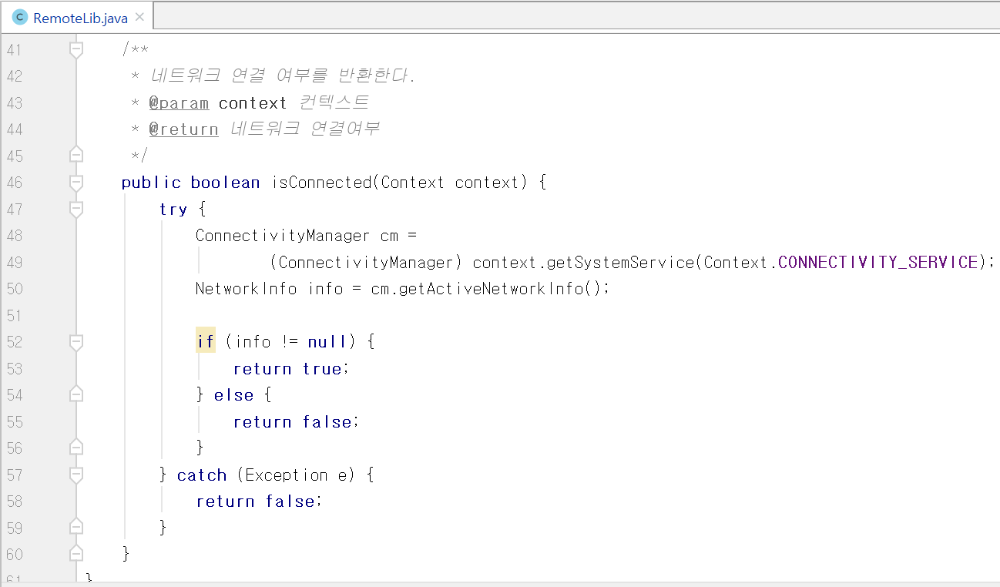 RemoteLib.java
41 /**
42 * 네트워크 연결 여부를 반환한다.
43 * @param context 컨텍스트
44 * @return 네트워크 연결여부
45 */
46 public boolean isConnected(Context context) {
47 try {
48 ConnectivityManager cm =
49 (ConnectivityManager) context.getSystemService(Context.CONNECTIVITY_SERVICE);
50 NetworkInfo info = cm.getActiveNetworkInfo();
51
52 if (info != null) {
53 return true;
54 } else {
55 return false;
56 }
57 } catch (Exception e) {
58 return false;
59 }
60 }
61 }